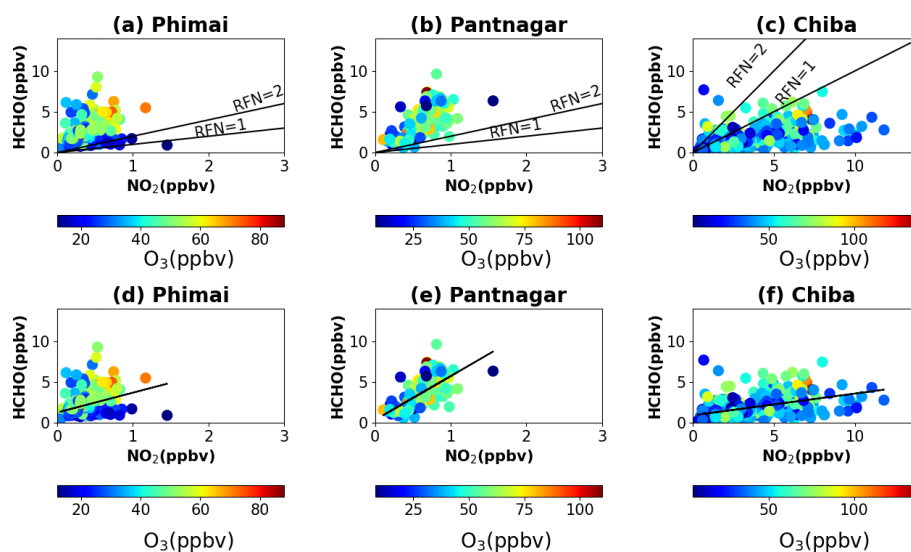 (a) Phimai
(b) Pantnagar
(c) Chiba
HCHO(ppbv)
10
5
0
RFN=2
RFN=1
0
1
2
3
NO₂(ppbv)
HCHO(ppbv)
10
5
0
RFN=2
RFN=1
0
1
2
3
NO₂(ppbv)
HCHO(ppbv)
10
5
0
RFN=2
RFN=1
0
5
10
NO₂(ppbv)
20
40
60
80
O₃(ppbv)
25
50
75
100
O₃(ppbv)
50
100
O₃(ppbv)
(d) Phimai
(e) Pantnagar
(f) Chiba
HCHO(ppbv)
10
5
0
0
1
2
3
NO₂(ppbv)
HCHO(ppbv)
10
5
0
0
1
2
3
NO₂(ppbv)
HCHO(ppbv)
10
5
0
0
5
10
NO₂(ppbv)
20
40
60
80
O₃(ppbv)
25
50
75
100
O₃(ppbv)
50
100
O₃(ppbv)